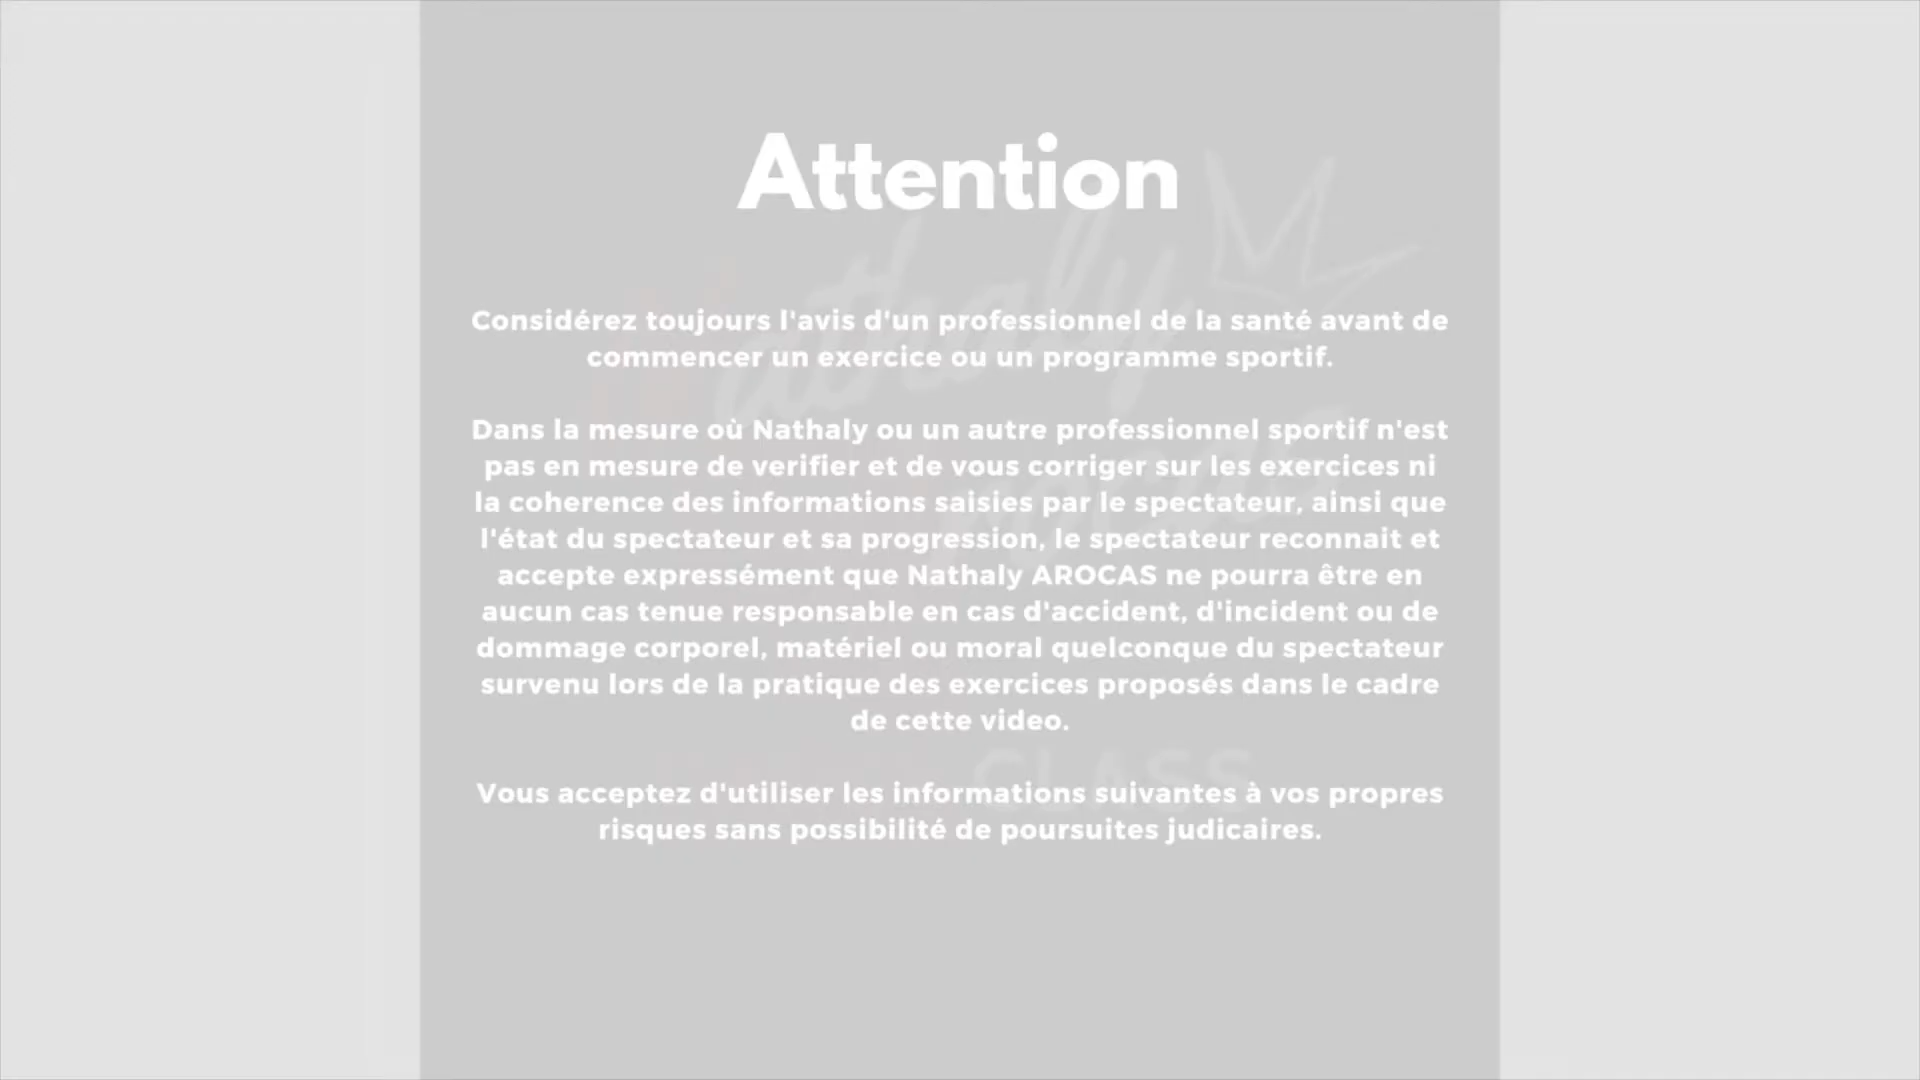 Attention
Considérez toujours l'avis d'un professionnel de la santé avant de
commencer un exercice ou un programme sportif.
Dans la mesure où Nathaly ou un autre professionnel sportif n'est
pas en mesure de verifier et de vous corriger sur les exercices ni
la coherence des informations saisies par le spectateur, ainsi que
l'état du spectateur et sa progression, le spectateur reconnait et
accepte expressément que Nathaly AROCAS ne pourra être en
aucun cas tenue responsable en cas d'accident, d'incident ou de
dommage corporel, matériel ou moral quelconque du spectateur
survenu lors de la pratique des exercices proposés dans le cadre
de cette video.
Vous acceptez d'utiliser les informations suivantes à vos propres
risques sans possibilité de poursuites judicaires.
Nathaly
CLASS